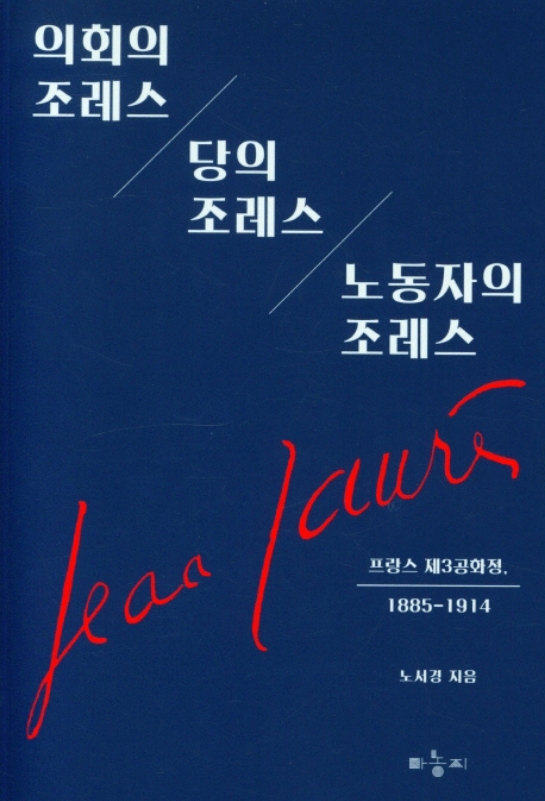 의회의
조레스
당의
조레스
노동자의
조레스
Jean Jaurès
프랑스 제3공화정,
1885-1914
노서경 지음
마농지